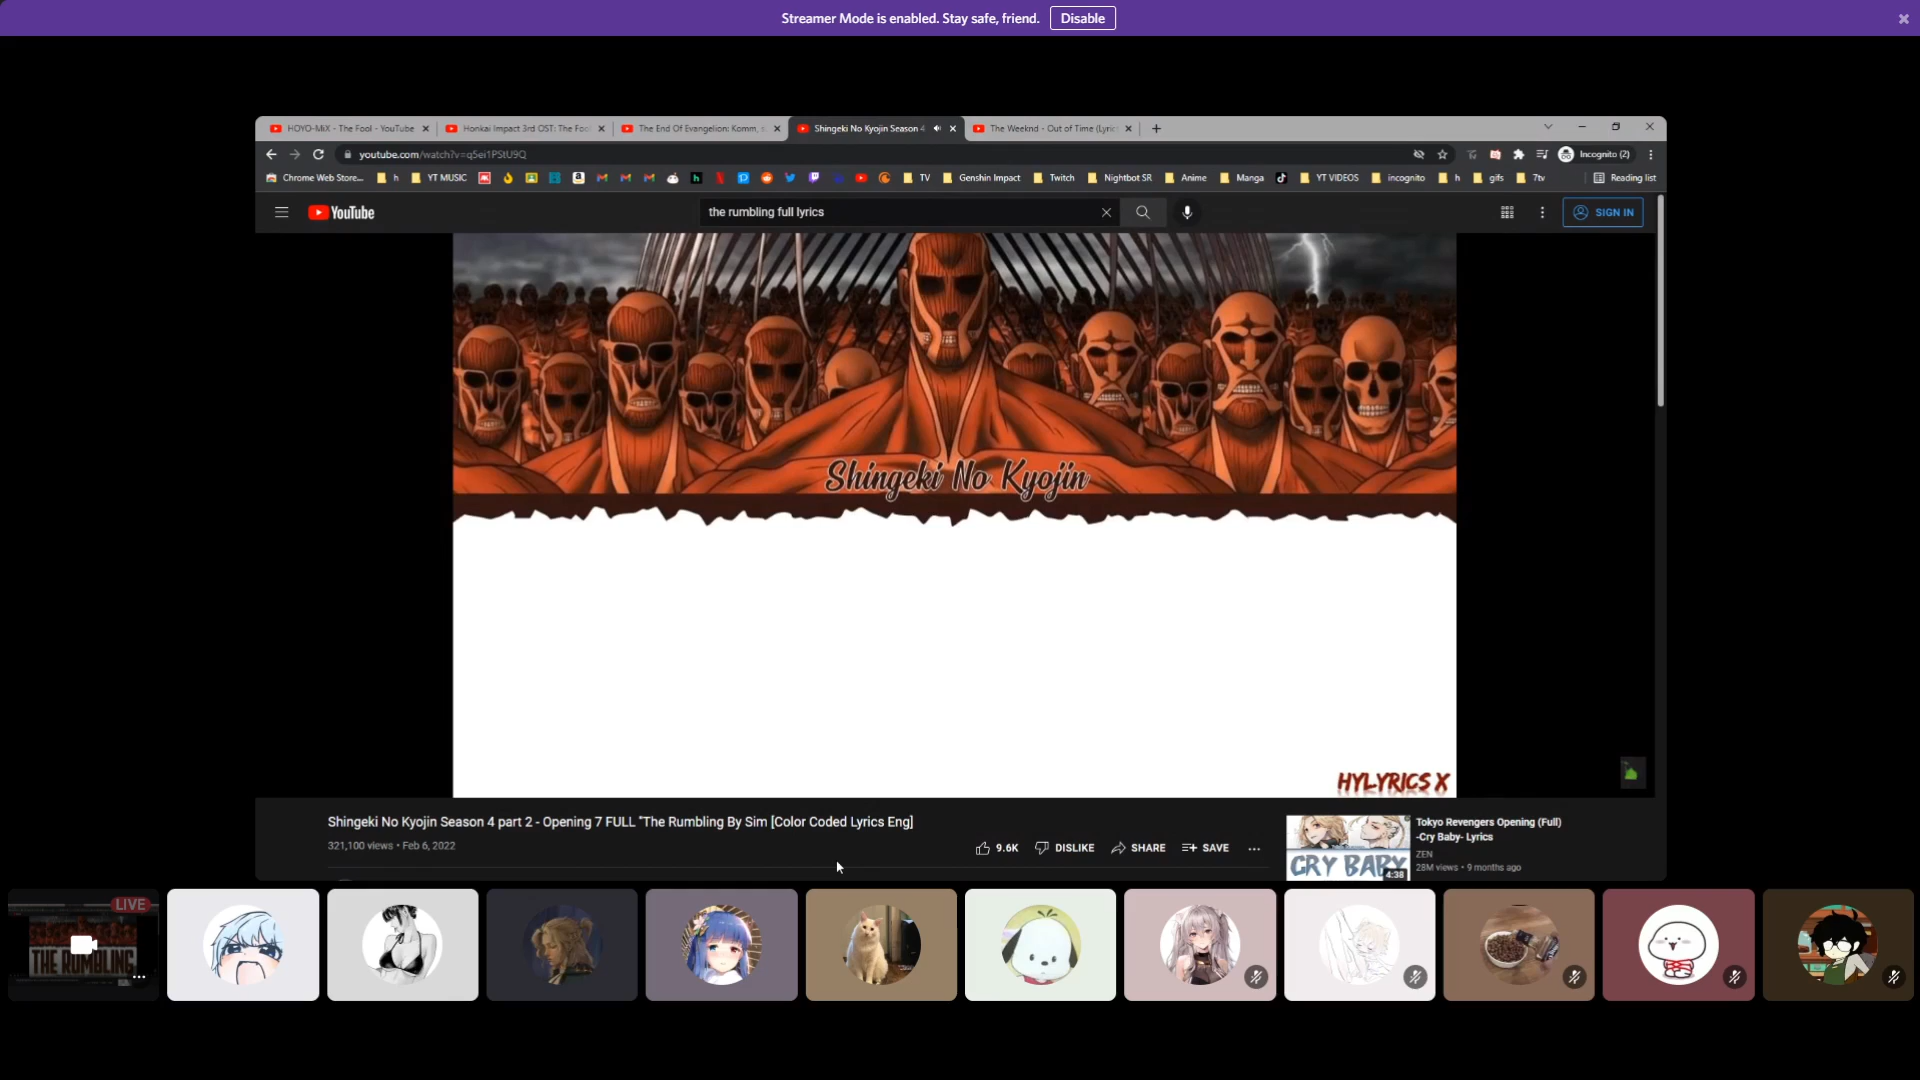 Streamer Mode is enabled. Stay safe, friend. Disable
HOYO-MiX - The Fool - YouTube
Honkai Impact 3rd OST: The Foo
The End Of Evangelion: Komm, s
Shingeki No Kyojin Season 4
The Weeknd - Out of Time (Lyric
youtube.com/watch?v=q5ei1PStU9Q
Incognito (2)
Chrome Web Store...
h
YT MUSIC
TV
Genshin Impact
Twitch
Nightbot SR
Anime
Manga
YT VIDEOS
incognito
h
gifs
7tv
Reading list
YouTube
the rumbling full lyrics
SIGN IN
Shingeki No Kyojin
HYLYRICS X
Shingeki No Kyojin Season 4 part 2 - Opening 7 FULL "The Rumbling By Sim [Color Coded Lyrics Eng]
321,100 views • Feb 6, 2022
9.6K
DISLIKE
SHARE
SAVE
CRY BABY
4:38
Tokyo Revengers Opening (Full)
-Cry Baby- Lyrics
ZEN
28M views • 9 months ago
LIVE
THE RUMBLING